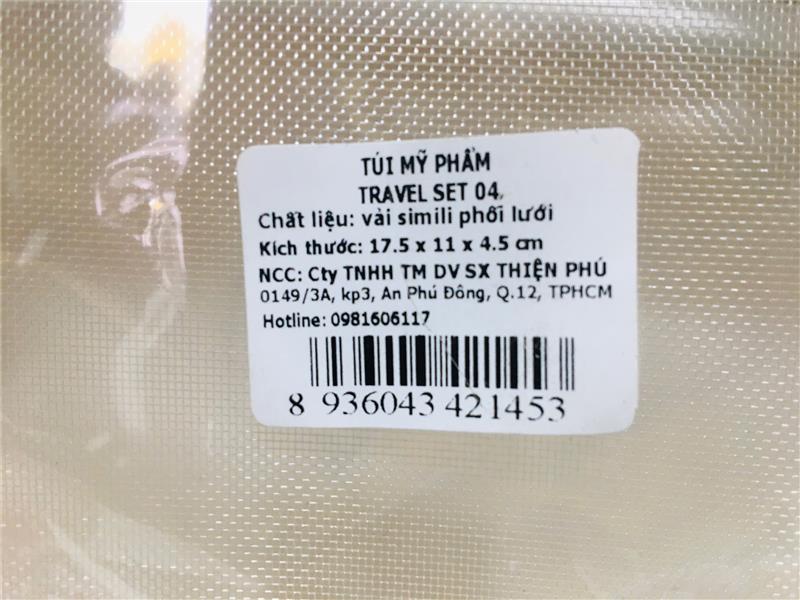 TÚI MỸ PHẨM
TRAVEL SET 04
Chất liệu: vải simili phối lưới
Kích thước: 17.5 x 11 x 4.5 cm
NCC: Cty TNHH TM DV SX THIỆN PHÚ
0149/3A, kp3, An Phú Đông, Q.12, TPHCM
Hotline: 0981606117
8 936043 421453